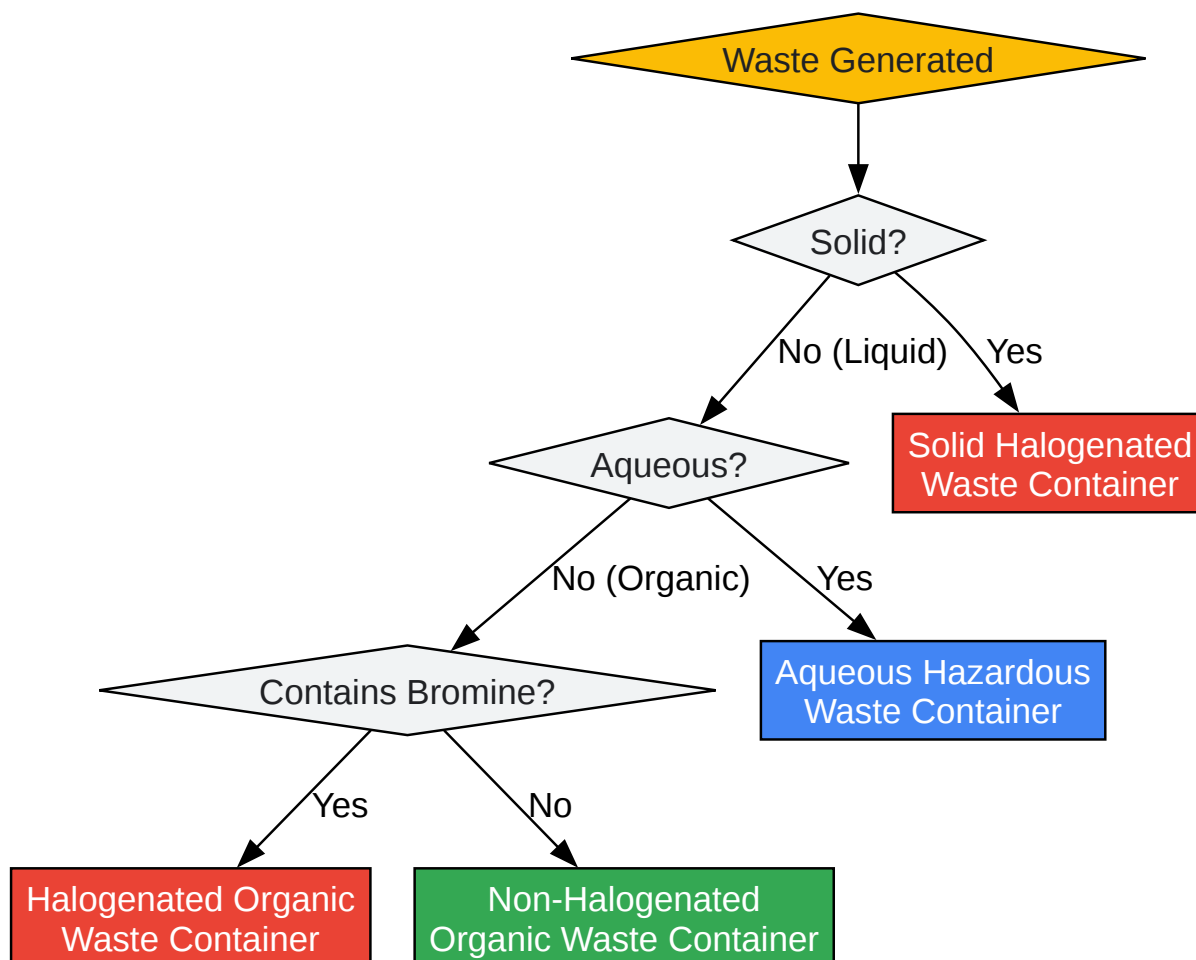 Waste Generated
Solid?
No (Liquid)
Yes
Aqueous?
Solid Halogenated
Waste Container
No (Organic)
Yes
Contains Bromine?
Aqueous Hazardous
Waste Container
Yes
No
Halogenated Organic
Waste Container
Non-Halogenated
Organic Waste Container